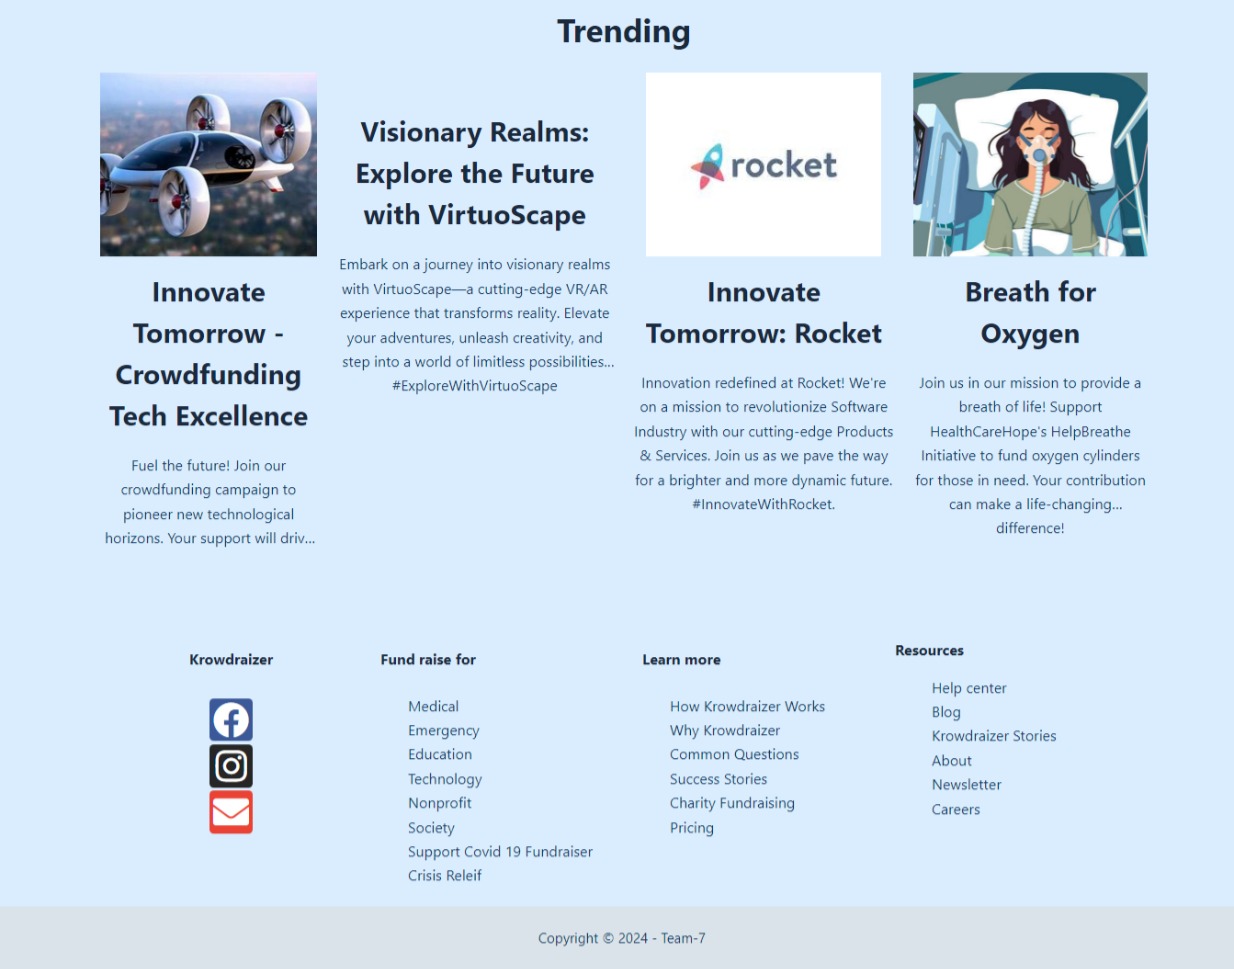 Trending
Innovate
Tomorrow -
Crowdfunding
Tech Excellence
Fuel the future! Join our
crowdfunding campaign to
pioneer new technological
horizons. Your support will driv...
Visionary Realms:
Explore the Future
with VirtuoScape
Embark on a journey into visionary realms
with VirtuoScape—a cutting-edge VR/AR
experience that transforms reality. Elevate
your adventures, unleash creativity, and
step into a world of limitless possibilities...
#ExploreWithVirtuoScape
rocket
Innovate
Tomorrow: Rocket
Innovation redefined at Rocket! We're
on a mission to revolutionize Software
Industry with our cutting-edge Products
& Services. Join us as we pave the way
for a brighter and more dynamic future.
#InnovateWithRocket.
Breath for
Oxygen
Join us in our mission to provide a
breath of life! Support
HealthCareHope's HelpBreathe
Initiative to fund oxygen cylinders
for those in need. Your contribution
can make a life-changing...
difference!
Krowdraizer
Fund raise for
Medical
Emergency
Education
Technology
Nonprofit
Society
Support Covid 19 Fundraiser
Crisis Releif
Learn more
How Krowdraizer Works
Why Krowdraizer
Common Questions
Success Stories
Charity Fundraising
Pricing
Resources
Help center
Blog
Krowdraizer Stories
About
Newsletter
Careers
Copyright © 2024 - Team-7